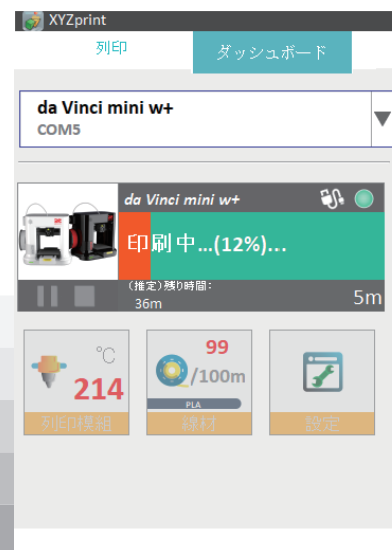 XYZprint
列印 ダッシュボード
da Vinci mini w+
COM5
da Vinci mini w+
印刷中...(12%)...
(推定)残り時間:
36m 5m
℃
214
列印模組
99
/100m
PLA
線材
設定